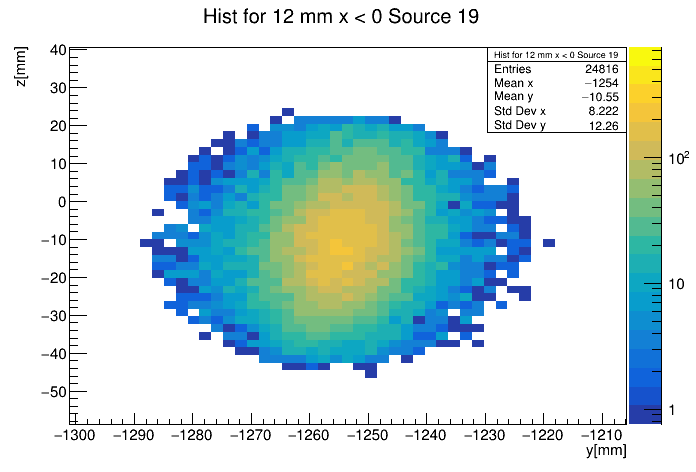 Hist for 12 mm x < 0 Source 19
z[mm]
Hist for 12 mm x < 0 Source 19
Entries 24816
Mean x −1254
Mean y −10.55
Std Dev x 8.222
Std Dev y 12.26
40
30
20
10
0
−10
−20
−30
−40
−50
10²
10
1
−1300 −1290 −1280 −1270 −1260 −1250 −1240 −1230 −1220 −1210
y[mm]